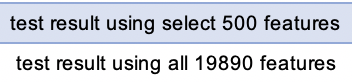 test result using select 500 features
test result using all 19890 features